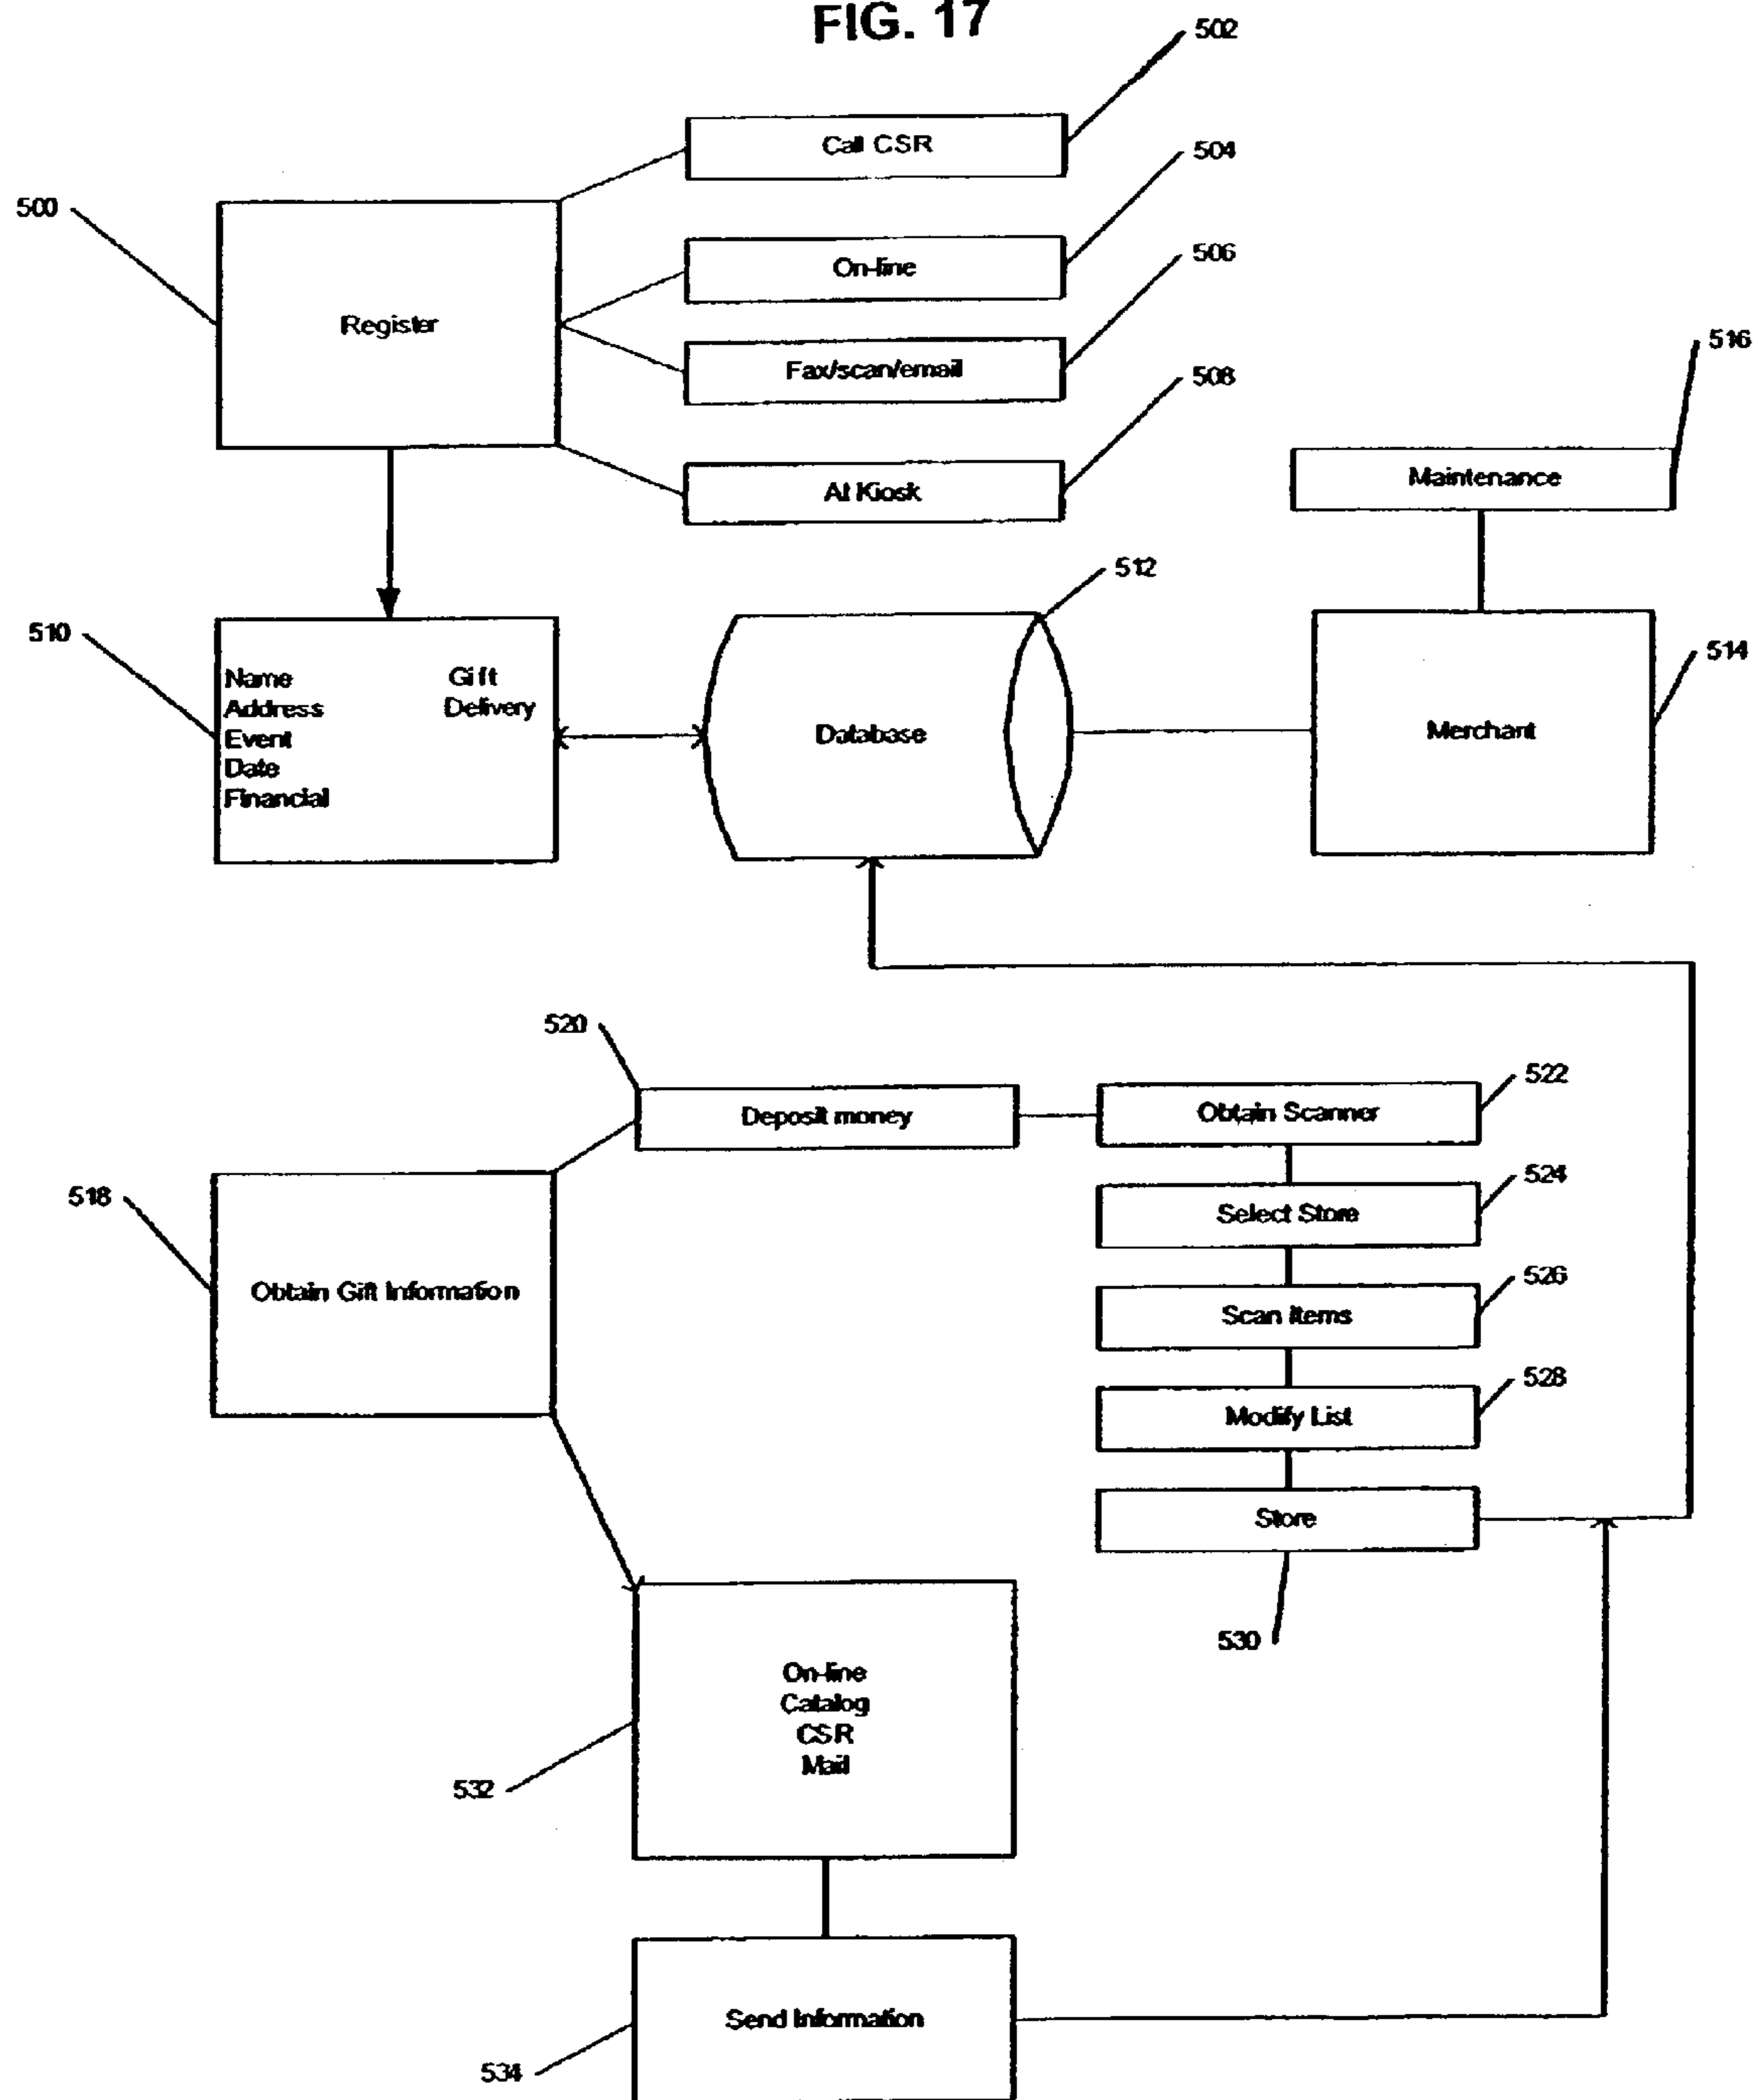 FIG. 17
502
Call CSR
504
500
On-line
506
Register
Fax/scan/email
508
516
At Kiosk
Maintenance
512
510
514
Name
Address
Event
Date
Financial
Gift
Delivery
Database
Merchant
520
522
Deposit money
Obtain Scanner
518
524
Select Store
Obtain Gift Information
526
Scan Items
528
Modify List
Store
530
On-line
Catalog
CSR
Mail
532
Send Information
534